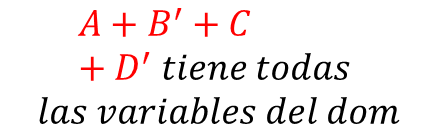 A + B′ + C
+ D′ tiene todas
las variables del dom